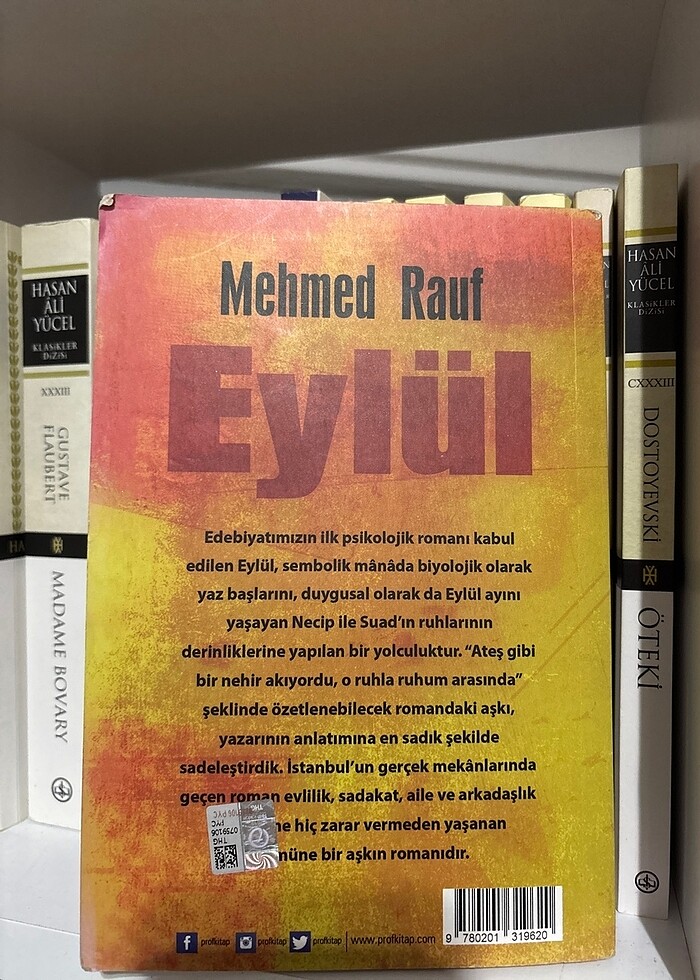 Mehmed Rauf
Eylül
Edebiyatımızın ilk psikolojik romanı kabul
edilen Eylül, sembolik mânâda biyolojik olarak
yaz başlarını, duygusal olarak da Eylül ayını
yaşayan Necip ile Suad'ın ruhlarının
derinliklerine yapılan bir yolculuktur. “Ateş gibi
bir nehir akıyordu, o ruhla ruhum arasında”
şeklinde özetlenebilecek romandaki aşkı,
yazarının anlatımına en sadık şekilde
sadeleştirdik. İstanbul'un gerçek mekânlarında
geçen roman evlilik, sadakat, aile ve arkadaşlık
hiç zarar vermeden yaşanan
bir aşkın romanıdır.
THG
0759106
PYC
profkitap
profkitap
profkitap
www.profkitap.com
9 780201 319620
HASAN
ÂLİ
YÜCEL
KLASİKLER
DİZİSİ
XXXIII
GUSTAVE
FLAUBERT
MADAME BOVARY
HA
HASAN
ÂLİ
YÜCEL
KLASİKLER
DİZİSİ
CXXXIII
DOSTOYEVSKİ
ÖTEKİ